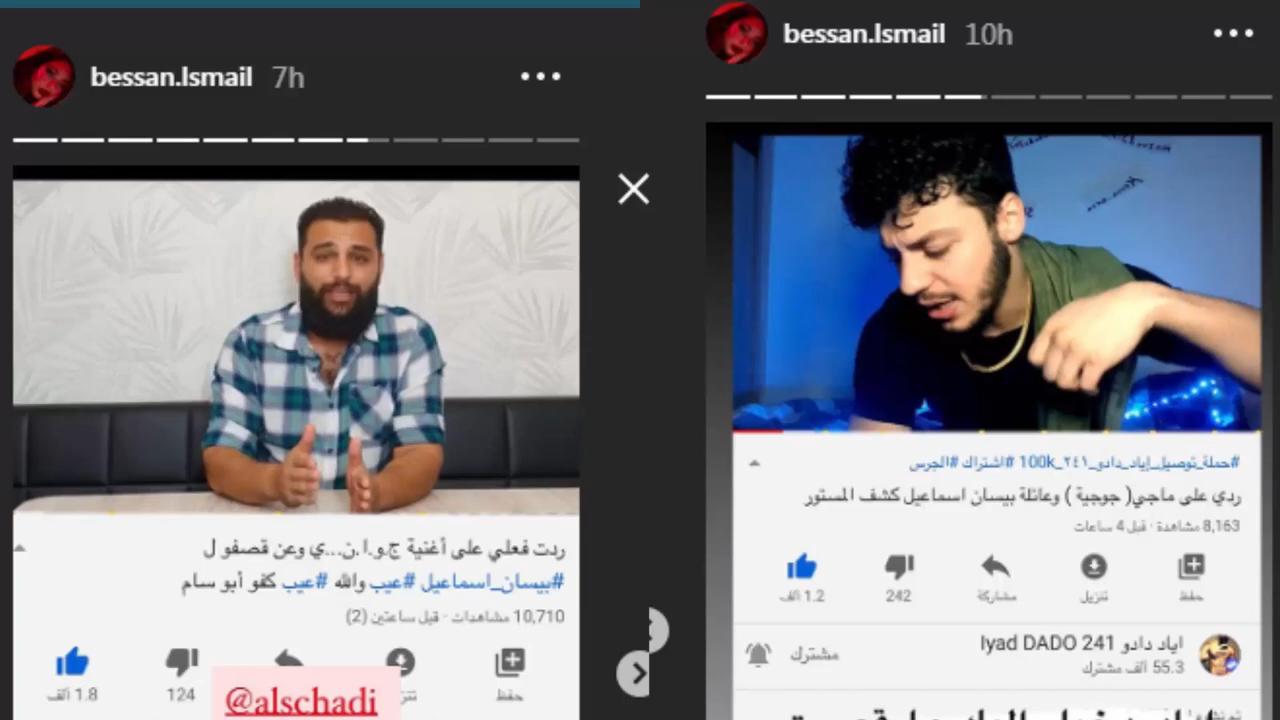 bessan.Ismail 7h
ردت فعلي على أغنية ج.و.ا.ن...ي وعن قصفو ل
#بيسان_اسماعيل #عيب والله #عيب كفو أبو سام
10,710 مشاهدات · قبل ساعتين (2)
1.8 ألف
124
حفظ
@alschadi
bessan.Ismail 10h
#حملة_توصيل_إياد_دادو_٢٤١_100k #اشتراك #الجرس
ردي على ماجي( جوجية ) وعائلة بيسان اسماعيل كشف المستور
8,163 مشاهدة · قبل 4 ساعات
1.2 ألف
242
مشاركة
تنزيل
حفظ
اياد دادو Iyad DADO 241
55.3 ألف مشترك
مشترك